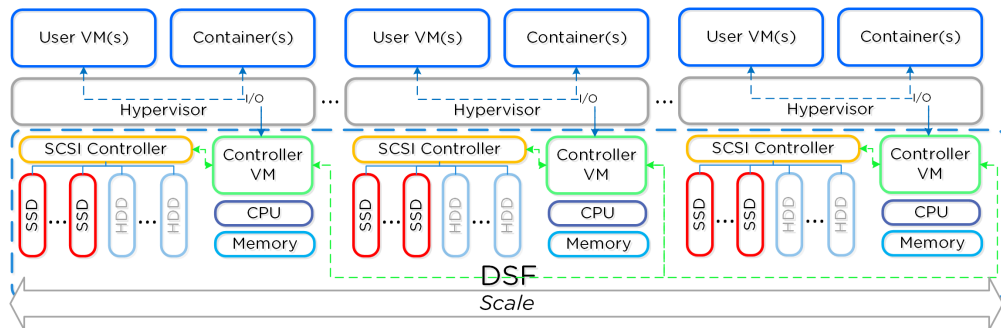 User VM(s)
Container(s)
User VM(s)
Container(s)
User VM(s)
Container(s)
I/O
Hypervisor
...
I/O
Hypervisor
...
I/O
Hypervisor
SCSI Controller
Controller
VM
SSD
...
SSD
HDD
...
HDD
CPU
Memory
SCSI Controller
Controller
VM
SSD
...
SSD
HDD
...
HDD
CPU
Memory
SCSI Controller
Controller
VM
SSD
...
SSD
HDD
...
HDD
CPU
Memory
DSF
Scale